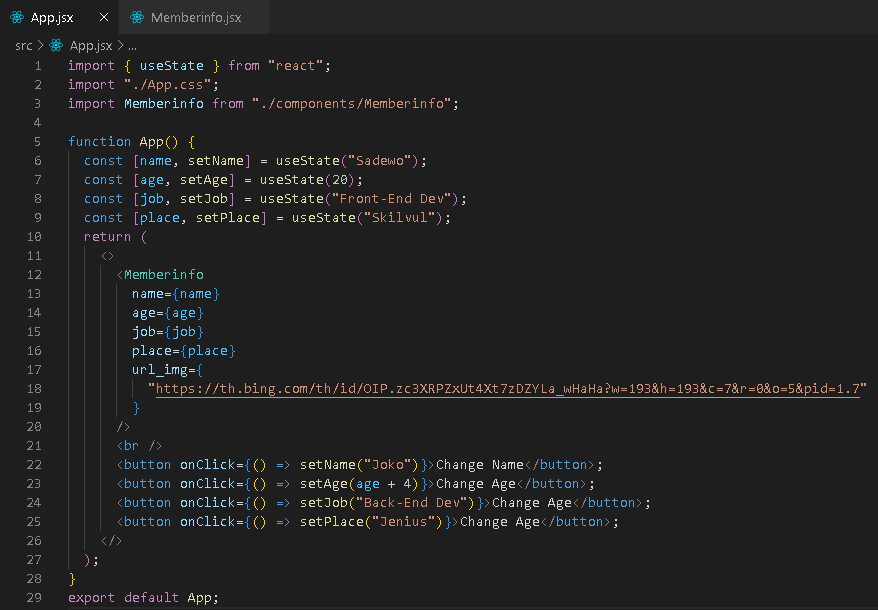 App.jsx × Memberinfo.jsx
src > App.jsx > ...
1 import { useState } from "react";
2 import "./App.css";
3 import Memberinfo from "./components/Memberinfo";
4
5 function App() {
6 const [name, setName] = useState("Sadewo");
7 const [age, setAge] = useState(20);
8 const [job, setJob] = useState("Front-End Dev");
9 const [place, setPlace] = useState("Skilvul");
10 return (
11 <>
12 <Memberinfo
13 name={name}
14 age={age}
15 job={job}
16 place={place}
17 url_img={
18 "https://th.bing.com/th/id/OIP.zc3XRPZxUt4Xt7zDZYLa_wHaHa?w=193&h=193&c=7&r=0&o=5&pid=1.7"
19 }
20 />
21 <br />
22 <button onClick={() => setName("Joko")}>Change Name</button>;
23 <button onClick={() => setAge(age + 4)}>Change Age</button>;
24 <button onClick={() => setJob("Back-End Dev")}>Change Age</button>;
25 <button onClick={() => setPlace("Jenius")}>Change Age</button>;
26 </>
27 );
28 }
29 export default App;